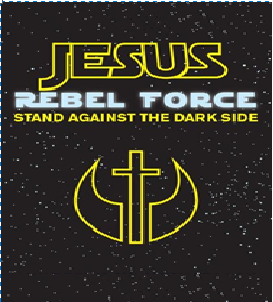 JESUS
REBEL FORCE
STAND AGAINST THE DARK SIDE